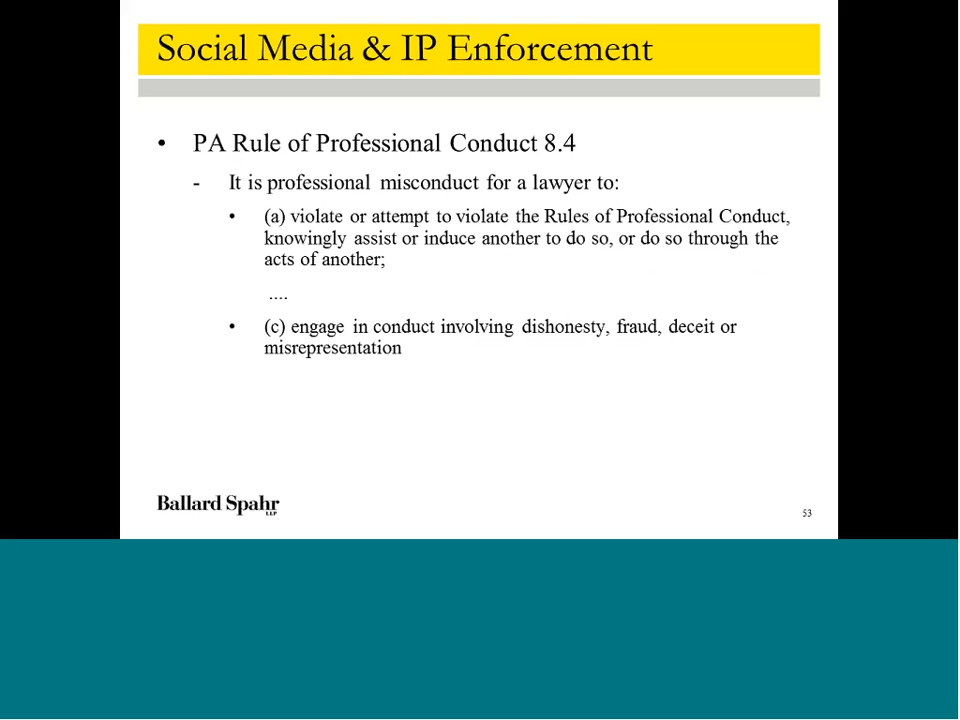 Social Media & IP Enforcement
• PA Rule of Professional Conduct 8.4
- It is professional misconduct for a lawyer to:
• (a) violate or attempt to violate the Rules of Professional Conduct,
knowingly assist or induce another to do so, or do so through the
acts of another;
....
• (c) engage in conduct involving dishonesty, fraud, deceit or
misrepresentation
Ballard Spahr
LLP
53